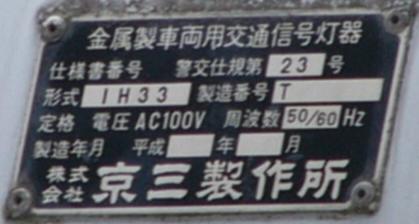 金属製車両用交通信号灯器
仕様書番号 警交仕規第 23 号
形式 1H33 製造番号 T
定格 電圧 AC100V 周波数 50/60 Hz
製造年月 平成 年 月
株式会社 京三製作所